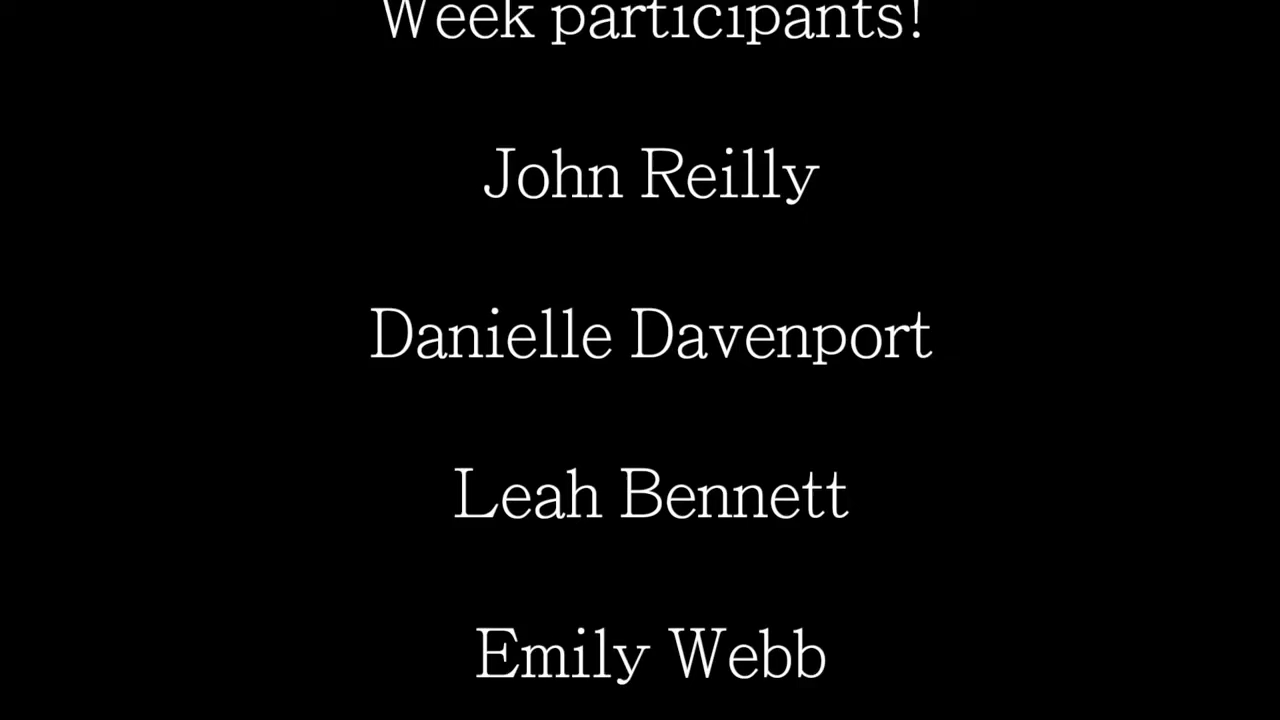 Week participants!
John Reilly
Danielle Davenport
Leah Bennett
Emily Webb